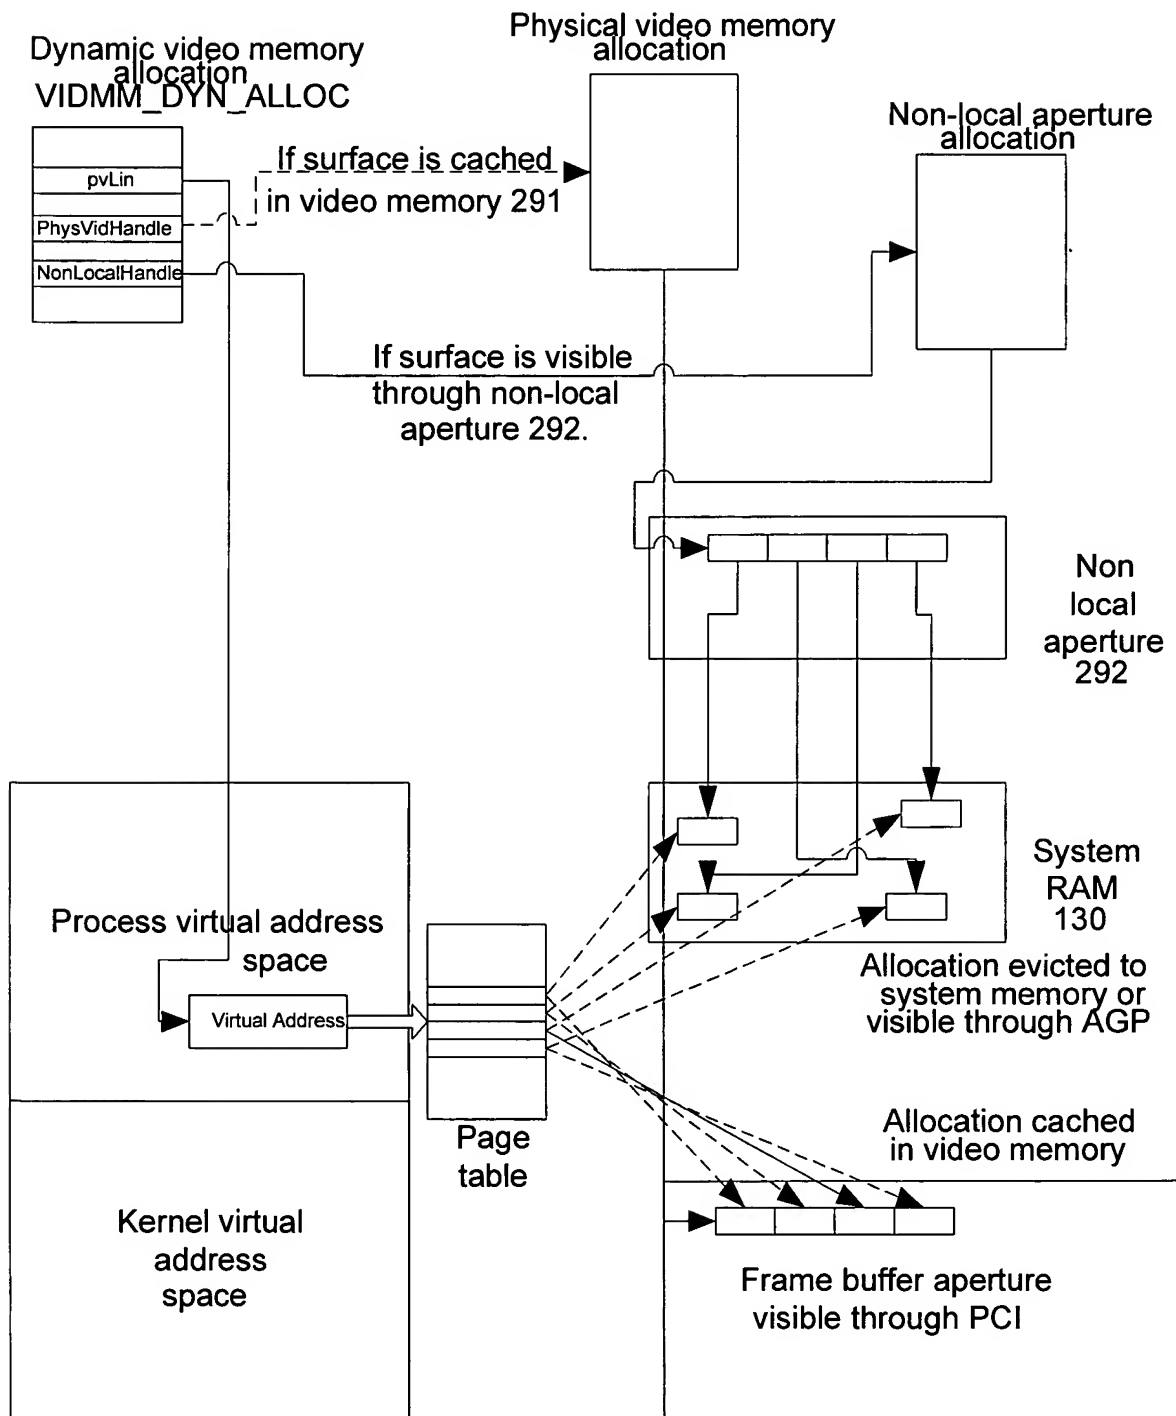 Dynamic video memory
allocation
VIDMM_DYN_ALLOC
Physical video memory
allocation
Non-local aperture
allocation
pvLin
PhysVidHandle
NonLocalHandle
If surface is cached
in video memory 291
If surface is visible
through non-local
aperture 292.
Non
local
aperture
292
System
RAM
130
Process virtual address
space
Virtual Address
Allocation evicted to
system memory or
visible through AGP
Page
table
Allocation cached
in video memory
Kernel virtual
address
space
Frame buffer aperture
visible through PCI